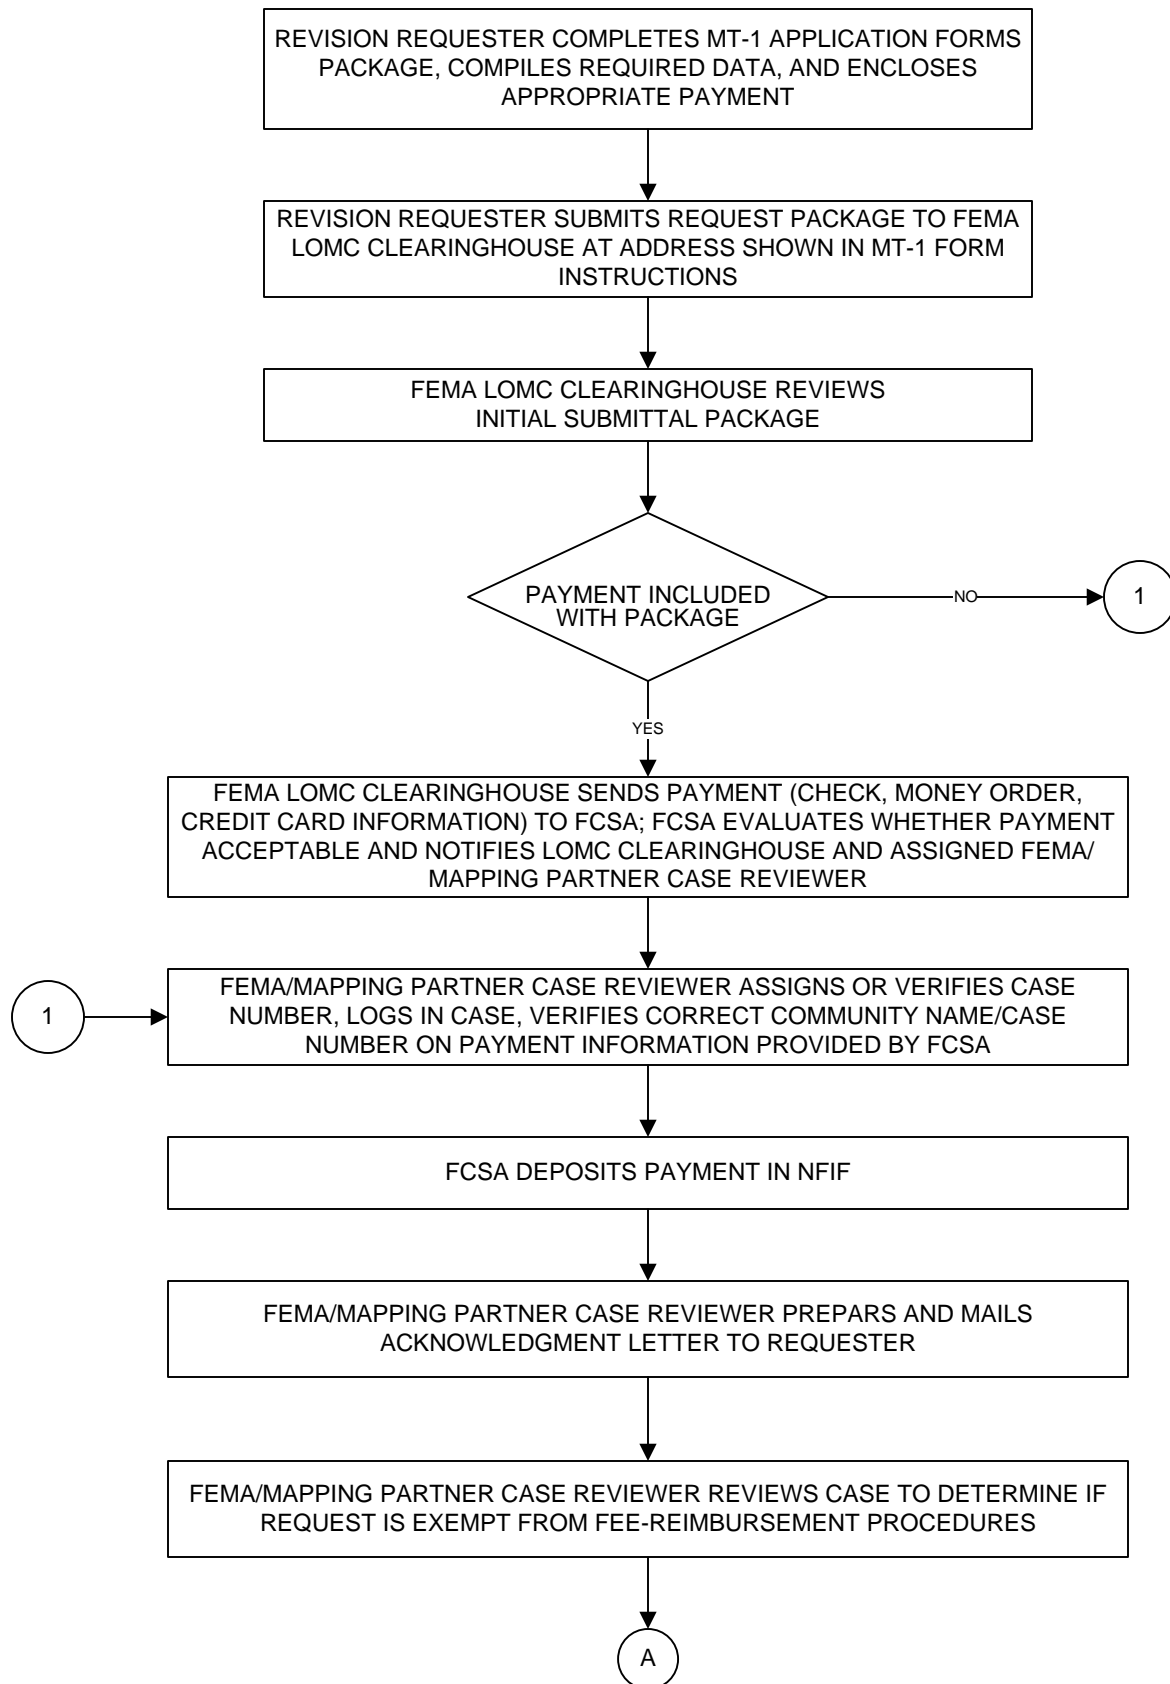 REVISION REQUESTER COMPLETES MT-1 APPLICATION FORMS
PACKAGE, COMPILES REQUIRED DATA, AND ENCLOSES
APPROPRIATE PAYMENT
REVISION REQUESTER SUBMITS REQUEST PACKAGE TO FEMA
LOMC CLEARINGHOUSE AT ADDRESS SHOWN IN MT-1 FORM
INSTRUCTIONS
FEMA LOMC CLEARINGHOUSE REVIEWS
INITIAL SUBMITTAL PACKAGE
PAYMENT INCLUDED
WITH PACKAGE
NO
1
YES
FEMA LOMC CLEARINGHOUSE SENDS PAYMENT (CHECK, MONEY ORDER,
CREDIT CARD INFORMATION) TO FCSA; FCSA EVALUATES WHETHER PAYMENT
ACCEPTABLE AND NOTIFIES LOMC CLEARINGHOUSE AND ASSIGNED FEMA/
MAPPING PARTNER CASE REVIEWER
1
FEMA/MAPPING PARTNER CASE REVIEWER ASSIGNS OR VERIFIES CASE
NUMBER, LOGS IN CASE, VERIFIES CORRECT COMMUNITY NAME/CASE
NUMBER ON PAYMENT INFORMATION PROVIDED BY FCSA
FCSA DEPOSITS PAYMENT IN NFIF
FEMA/MAPPING PARTNER CASE REVIEWER PREPARS AND MAILS
ACKNOWLEDGMENT LETTER TO REQUESTER
FEMA/MAPPING PARTNER CASE REVIEWER REVIEWS CASE TO DETERMINE IF
REQUEST IS EXEMPT FROM FEE-REIMBURSEMENT PROCEDURES
A